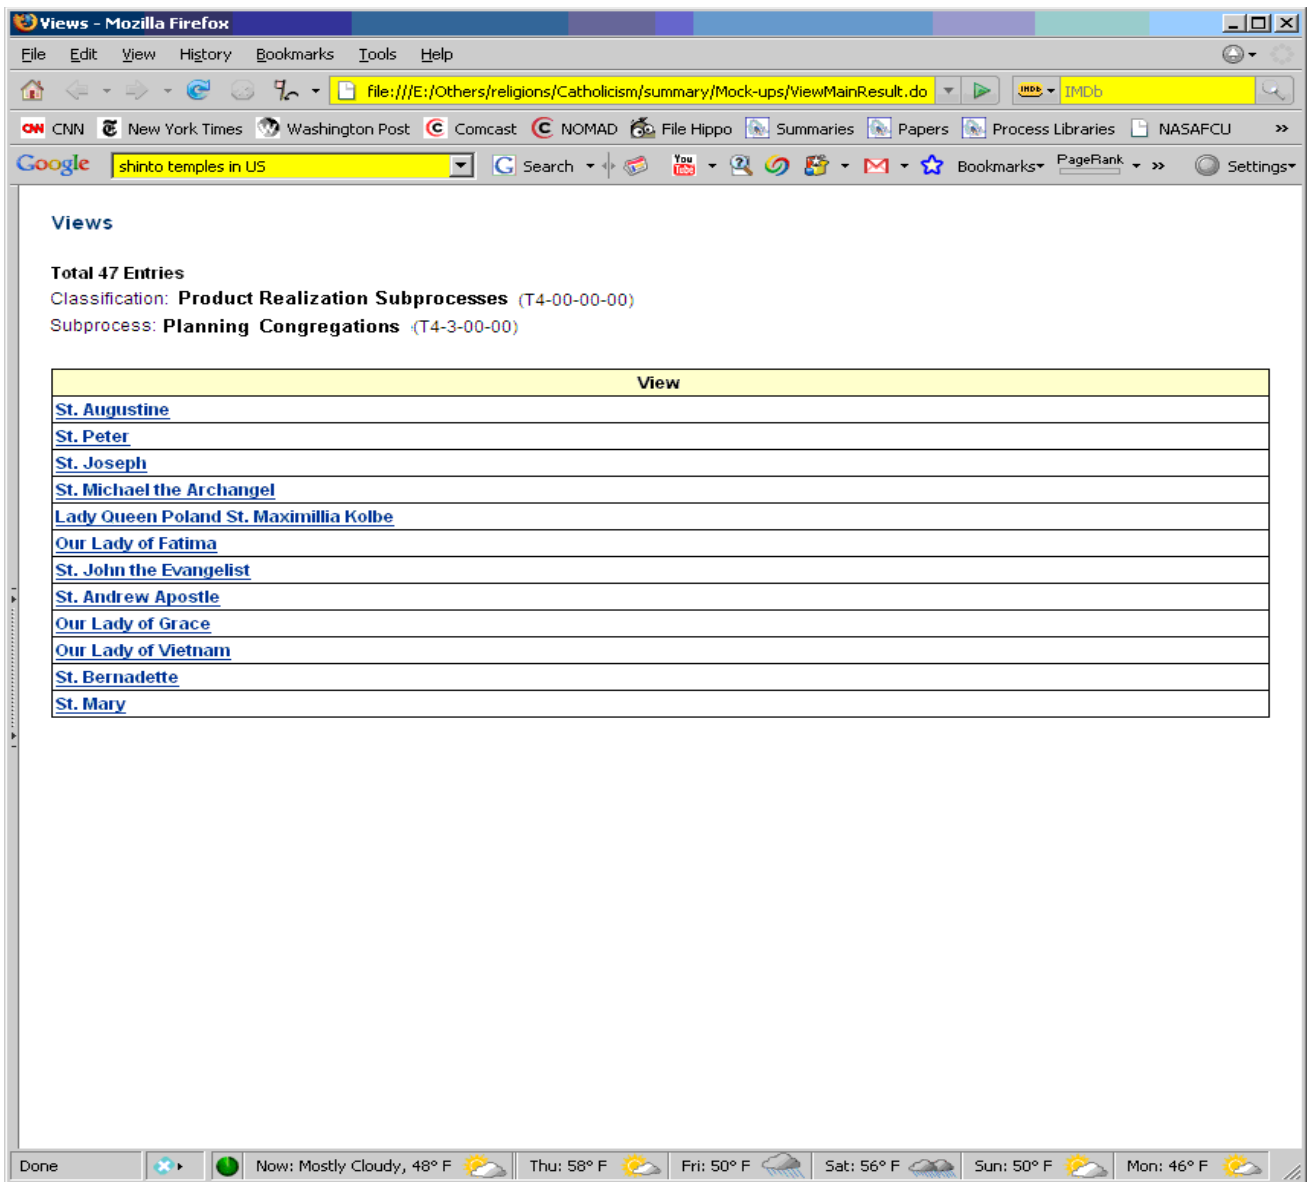 Views - Mozilla Firefox
File Edit View History Bookmarks Tools Help
file:///E:/Others/religions/Catholicism/summary/Mock-ups/ViewMainResult.do IMDb IMDb
CNN CNN New York Times Washington Post Comcast NOMAD File Hippo Summaries Papers Process Libraries NASAFCU »
Google shinto temples in US G Search You Tube Bookmarks PageRank » Settings
Views
Total 47 Entries
Classification: Product Realization Subprocesses (T4-00-00-00)
Subprocess: Planning Congregations (T4-3-00-00)
View
St. Augustine
St. Peter
St. Joseph
St. Michael the Archangel
Lady Queen Poland St. Maximillia Kolbe
Our Lady of Fatima
St. John the Evangelist
St. Andrew Apostle
Our Lady of Grace
Our Lady of Vietnam
St. Bernadette
St. Mary
Done Now: Mostly Cloudy, 48° F Thu: 58° F Fri: 50° F Sat: 56° F Sun: 50° F Mon: 46° F